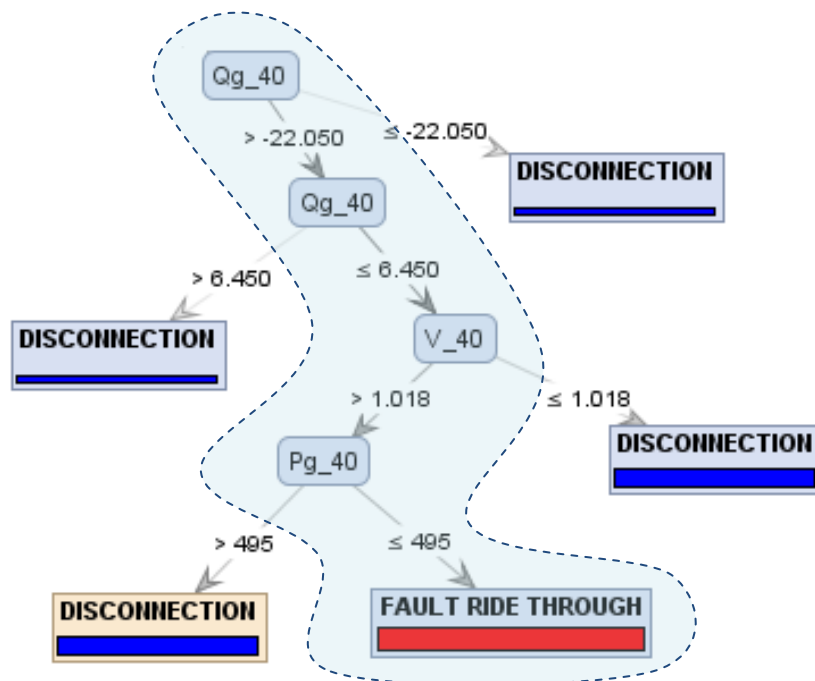 Qg_40
> -22.050
≤ -22.050
DISCONNECTION
Qg_40
> 6.450
≤ 6.450
DISCONNECTION
V_40
> 1.018
≤ 1.018
DISCONNECTION
Pg_40
> 495
≤ 495
DISCONNECTION
FAULT RIDE THROUGH